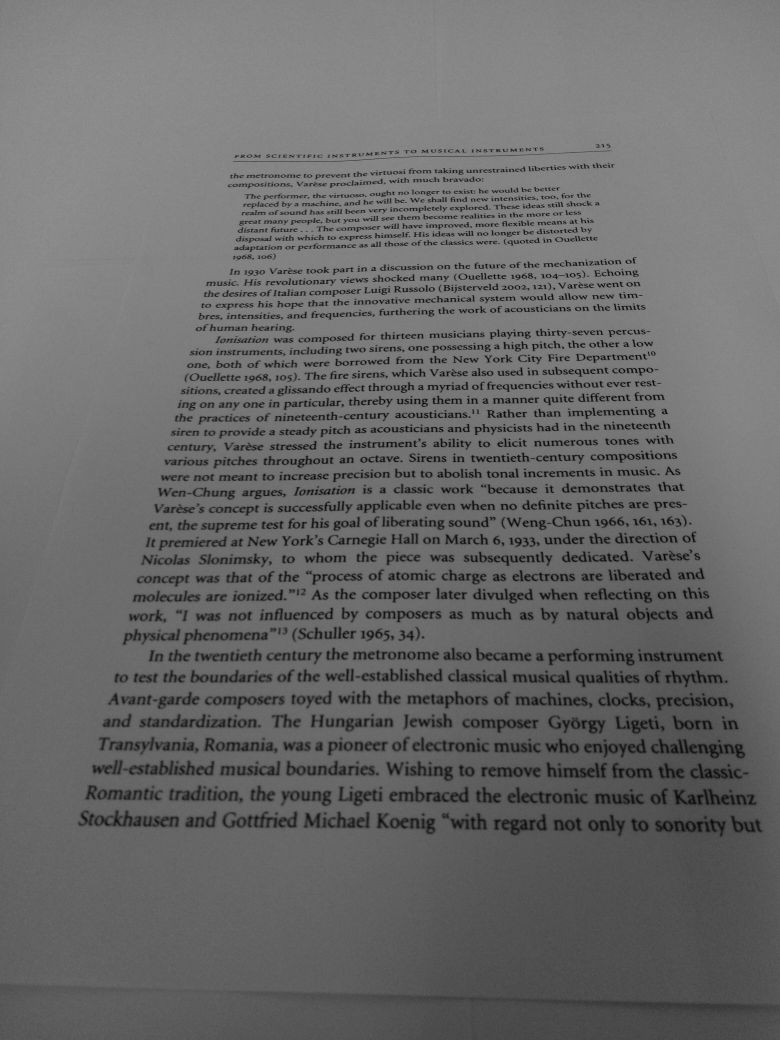 FROM SCIENTIFIC INSTRUMENTS TO MUSICAL INSTRUMENTS 215
the metronome to prevent the virtuosi from taking unrestrained liberties with their
compositions, Varèse proclaimed, with much bravado:
The performer, the virtuoso, ought no longer to exist: he would be better
replaced by a machine, and he will be. We shall find new intensities, too, for the
realm of sound has still been very incompletely explored. These ideas still shock a
great many people, but you will see them become realities in the more or less
distant future . . . The composer will have improved, more flexible means at his
disposal with which to express himself. His ideas will no longer be distorted by
adaptation or performance as all those of the classics were. (quoted in Ouellette
1968, 106)
In 1930 Varèse took part in a discussion on the future of the mechanization of
music. His revolutionary views shocked many (Ouellette 1968, 104–105). Echoing
the desires of Italian composer Luigi Russolo (Bijsterveld 2002, 121), Varèse went on
to express his hope that the innovative mechanical system would allow new tim-
bres, intensities, and frequencies, furthering the work of acousticians on the limits
of human hearing.
Ionisation was composed for thirteen musicians playing thirty-seven percus-
sion instruments, including two sirens, one possessing a high pitch, the other a low
one, both of which were borrowed from the New York City Fire Department¹⁰
(Ouellette 1968, 105). The fire sirens, which Varèse also used in subsequent compo-
sitions, created a glissando effect through a myriad of frequencies without ever rest-
ing on any one in particular, thereby using them in a manner quite different from
the practices of nineteenth-century acousticians.¹¹ Rather than implementing a
siren to provide a steady pitch as acousticians and physicists had in the nineteenth
century, Varèse stressed the instrument's ability to elicit numerous tones with
various pitches throughout an octave. Sirens in twentieth-century compositions
were not meant to increase precision but to abolish tonal increments in music. As
Wen-Chung argues, Ionisation is a classic work "because it demonstrates that
Varèse's concept is successfully applicable even when no definite pitches are pres-
ent, the supreme test for his goal of liberating sound" (Weng-Chun 1966, 161, 163).
It premiered at New York's Carnegie Hall on March 6, 1933, under the direction of
Nicolas Slonimsky, to whom the piece was subsequently dedicated. Varèse's
concept was that of the "process of atomic charge as electrons are liberated and
molecules are ionized."¹² As the composer later divulged when reflecting on this
work, "I was not influenced by composers as much as by natural objects and
physical phenomena"¹³ (Schuller 1965, 34).
In the twentieth century the metronome also became a performing instrument
to test the boundaries of the well-established classical musical qualities of rhythm.
Avant-garde composers toyed with the metaphors of machines, clocks, precision,
and standardization. The Hungarian Jewish composer György Ligeti, born in
Transylvania, Romania, was a pioneer of electronic music who enjoyed challenging
well-established musical boundaries. Wishing to remove himself from the classic-
Romantic tradition, the young Ligeti embraced the electronic music of Karlheinz
Stockhausen and Gottfried Michael Koenig "with regard not only to sonority but